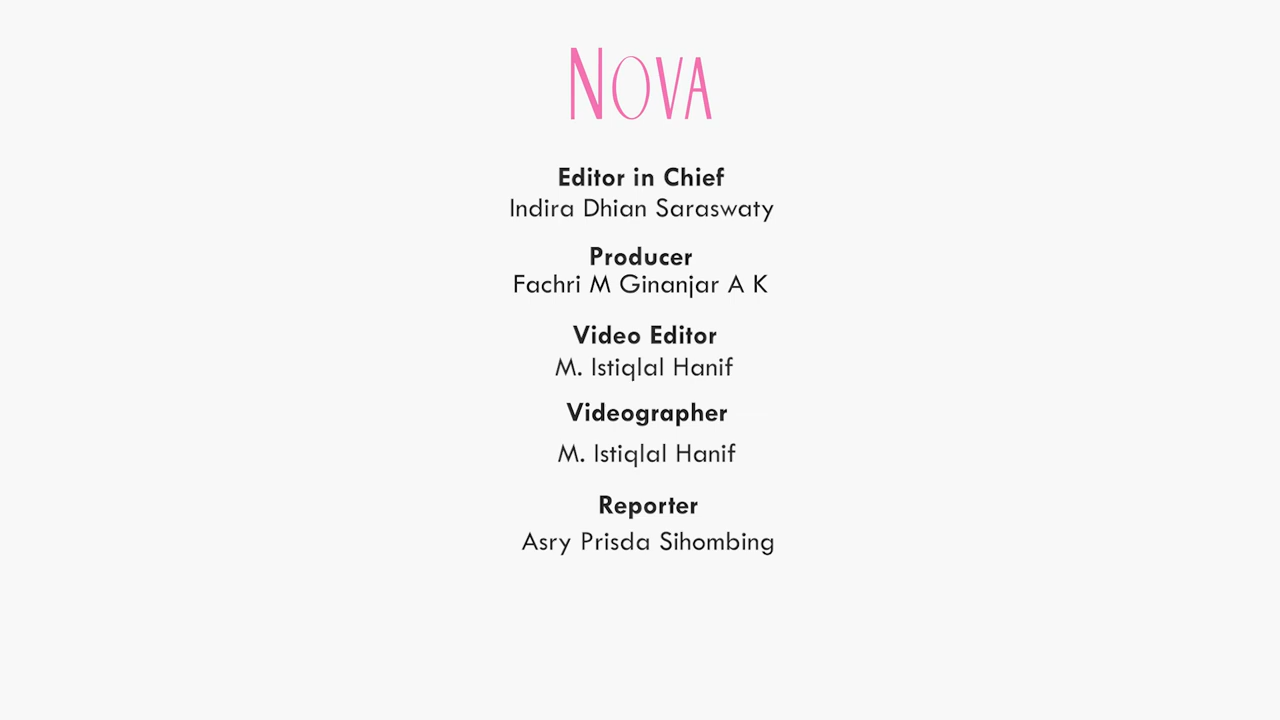 NOVA
Editor in Chief
Indira Dhian Saraswaty
Producer
Fachri M Ginanjar A K
Video Editor
M. Istiqlal Hanif
Videographer
M. Istiqlal Hanif
Reporter
Asry Prisda Sihombing